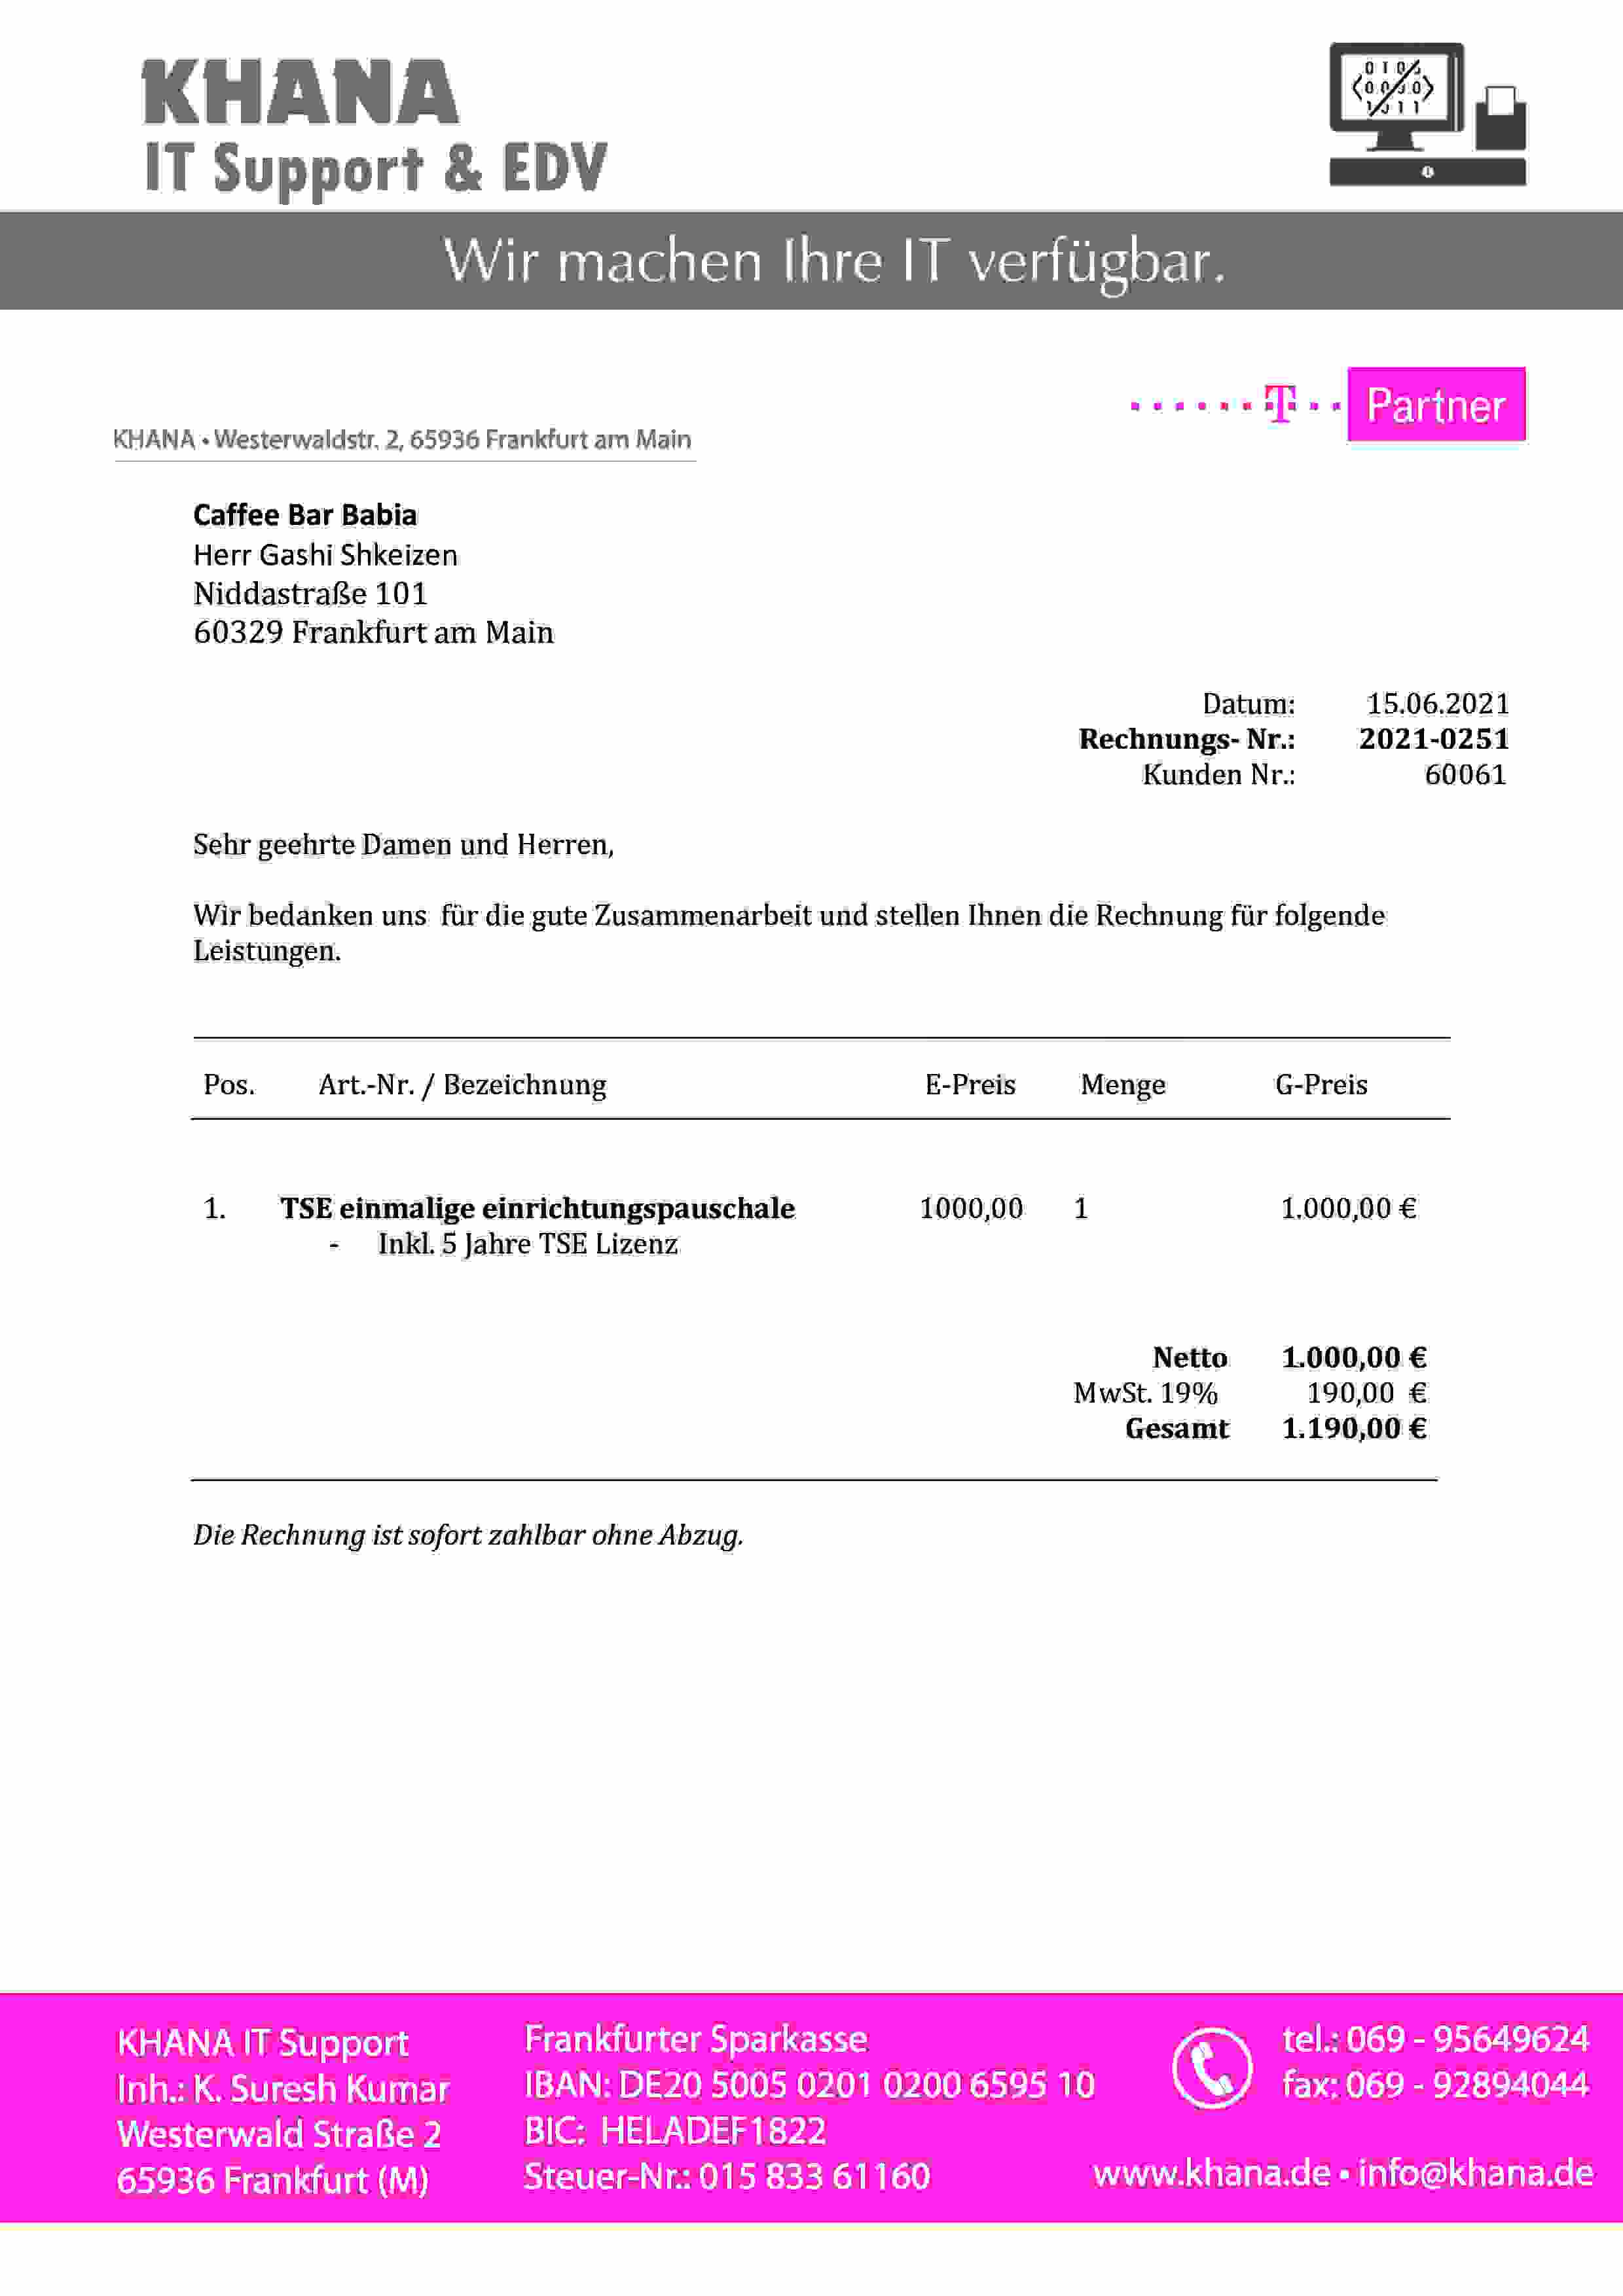 KHANA
IT Support & EDV
Wir machen Ihre IT verfügbar.
T Partner
KHANA • Westerwaldstr. 2, 65936 Frankfurt am Main
Caffee Bar Babia
Herr Gashi Shkeizen
Niddastraße 101
60329 Frankfurt am Main
Datum: 15.06.2021
Rechnungs- Nr.: 2021-0251
Kunden Nr.: 60061
Sehr geehrte Damen und Herren,
Wir bedanken uns für die gute Zusammenarbeit und stellen Ihnen die Rechnung für folgende
Leistungen.
Pos. Art.-Nr. / Bezeichnung E-Preis Menge G-Preis
1. TSE einmalige einrichtungspauschale 1000,00 1 1.000,00 €
- Inkl. 5 Jahre TSE Lizenz
Netto 1.000,00 €
MwSt. 19% 190,00 €
Gesamt 1.190,00 €
Die Rechnung ist sofort zahlbar ohne Abzug.
KHANA IT Support
Inh.: K. Suresh Kumar
Westerwald Straße 2
65936 Frankfurt (M)
Frankfurter Sparkasse
IBAN: DE20 5005 0201 0200 6595 10
BIC: HELADEF1822
Steuer-Nr.: 015 833 61160
tel.: 069 - 95649624
fax: 069 - 92894044
www.khana.de • info@khana.de